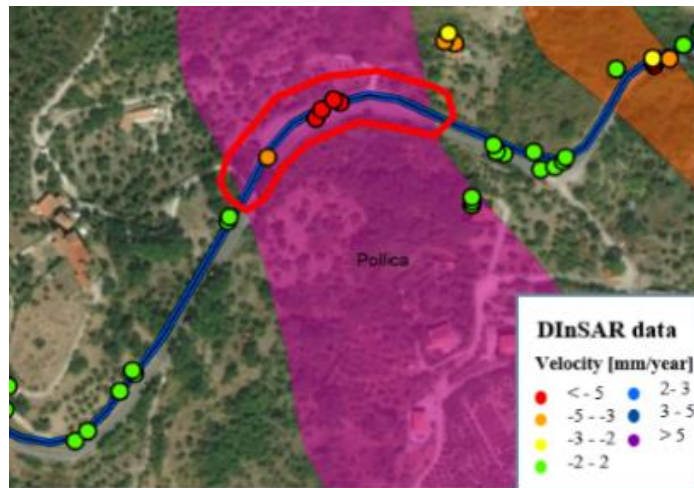 Pollica
DInSAR data
Velocity [mm/year]
< - 5
2- 3
-5 - -3
3 - 5
-3 - -2
> 5
-2 - 2